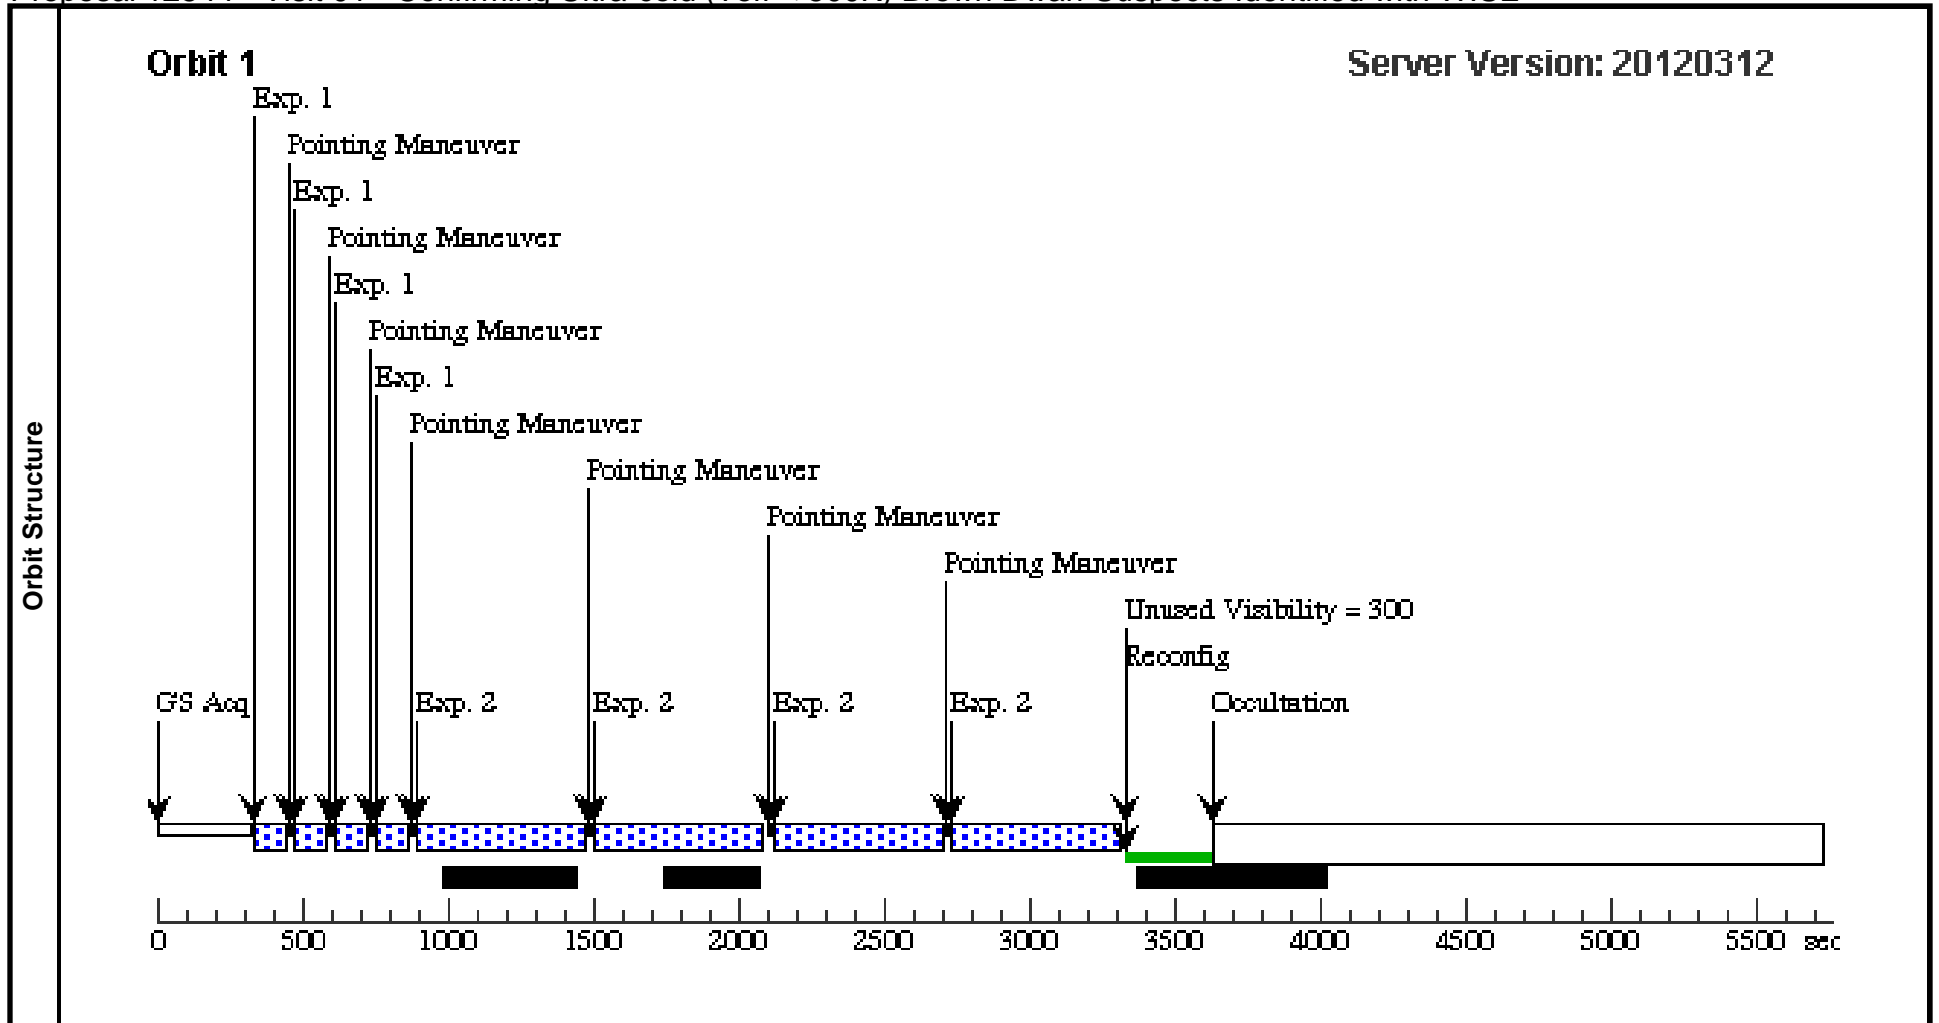 Orbit 1
Server Version: 20120312
Exp. 1
Pointing Maneuver
Exp. 1
Pointing Maneuver
Exp. 1
Pointing Maneuver
Exp. 1
Pointing Maneuver
Pointing Maneuver
Pointing Maneuver
Pointing Maneuver
Unused Visibility = 300
Reconfig
GS Acq
Exp. 2
Exp. 2
Exp. 2
Exp. 2
Occultation
0 500 1000 1500 2000 2500 3000 3500 4000 4500 5000 5500 sec
Orbit Structure